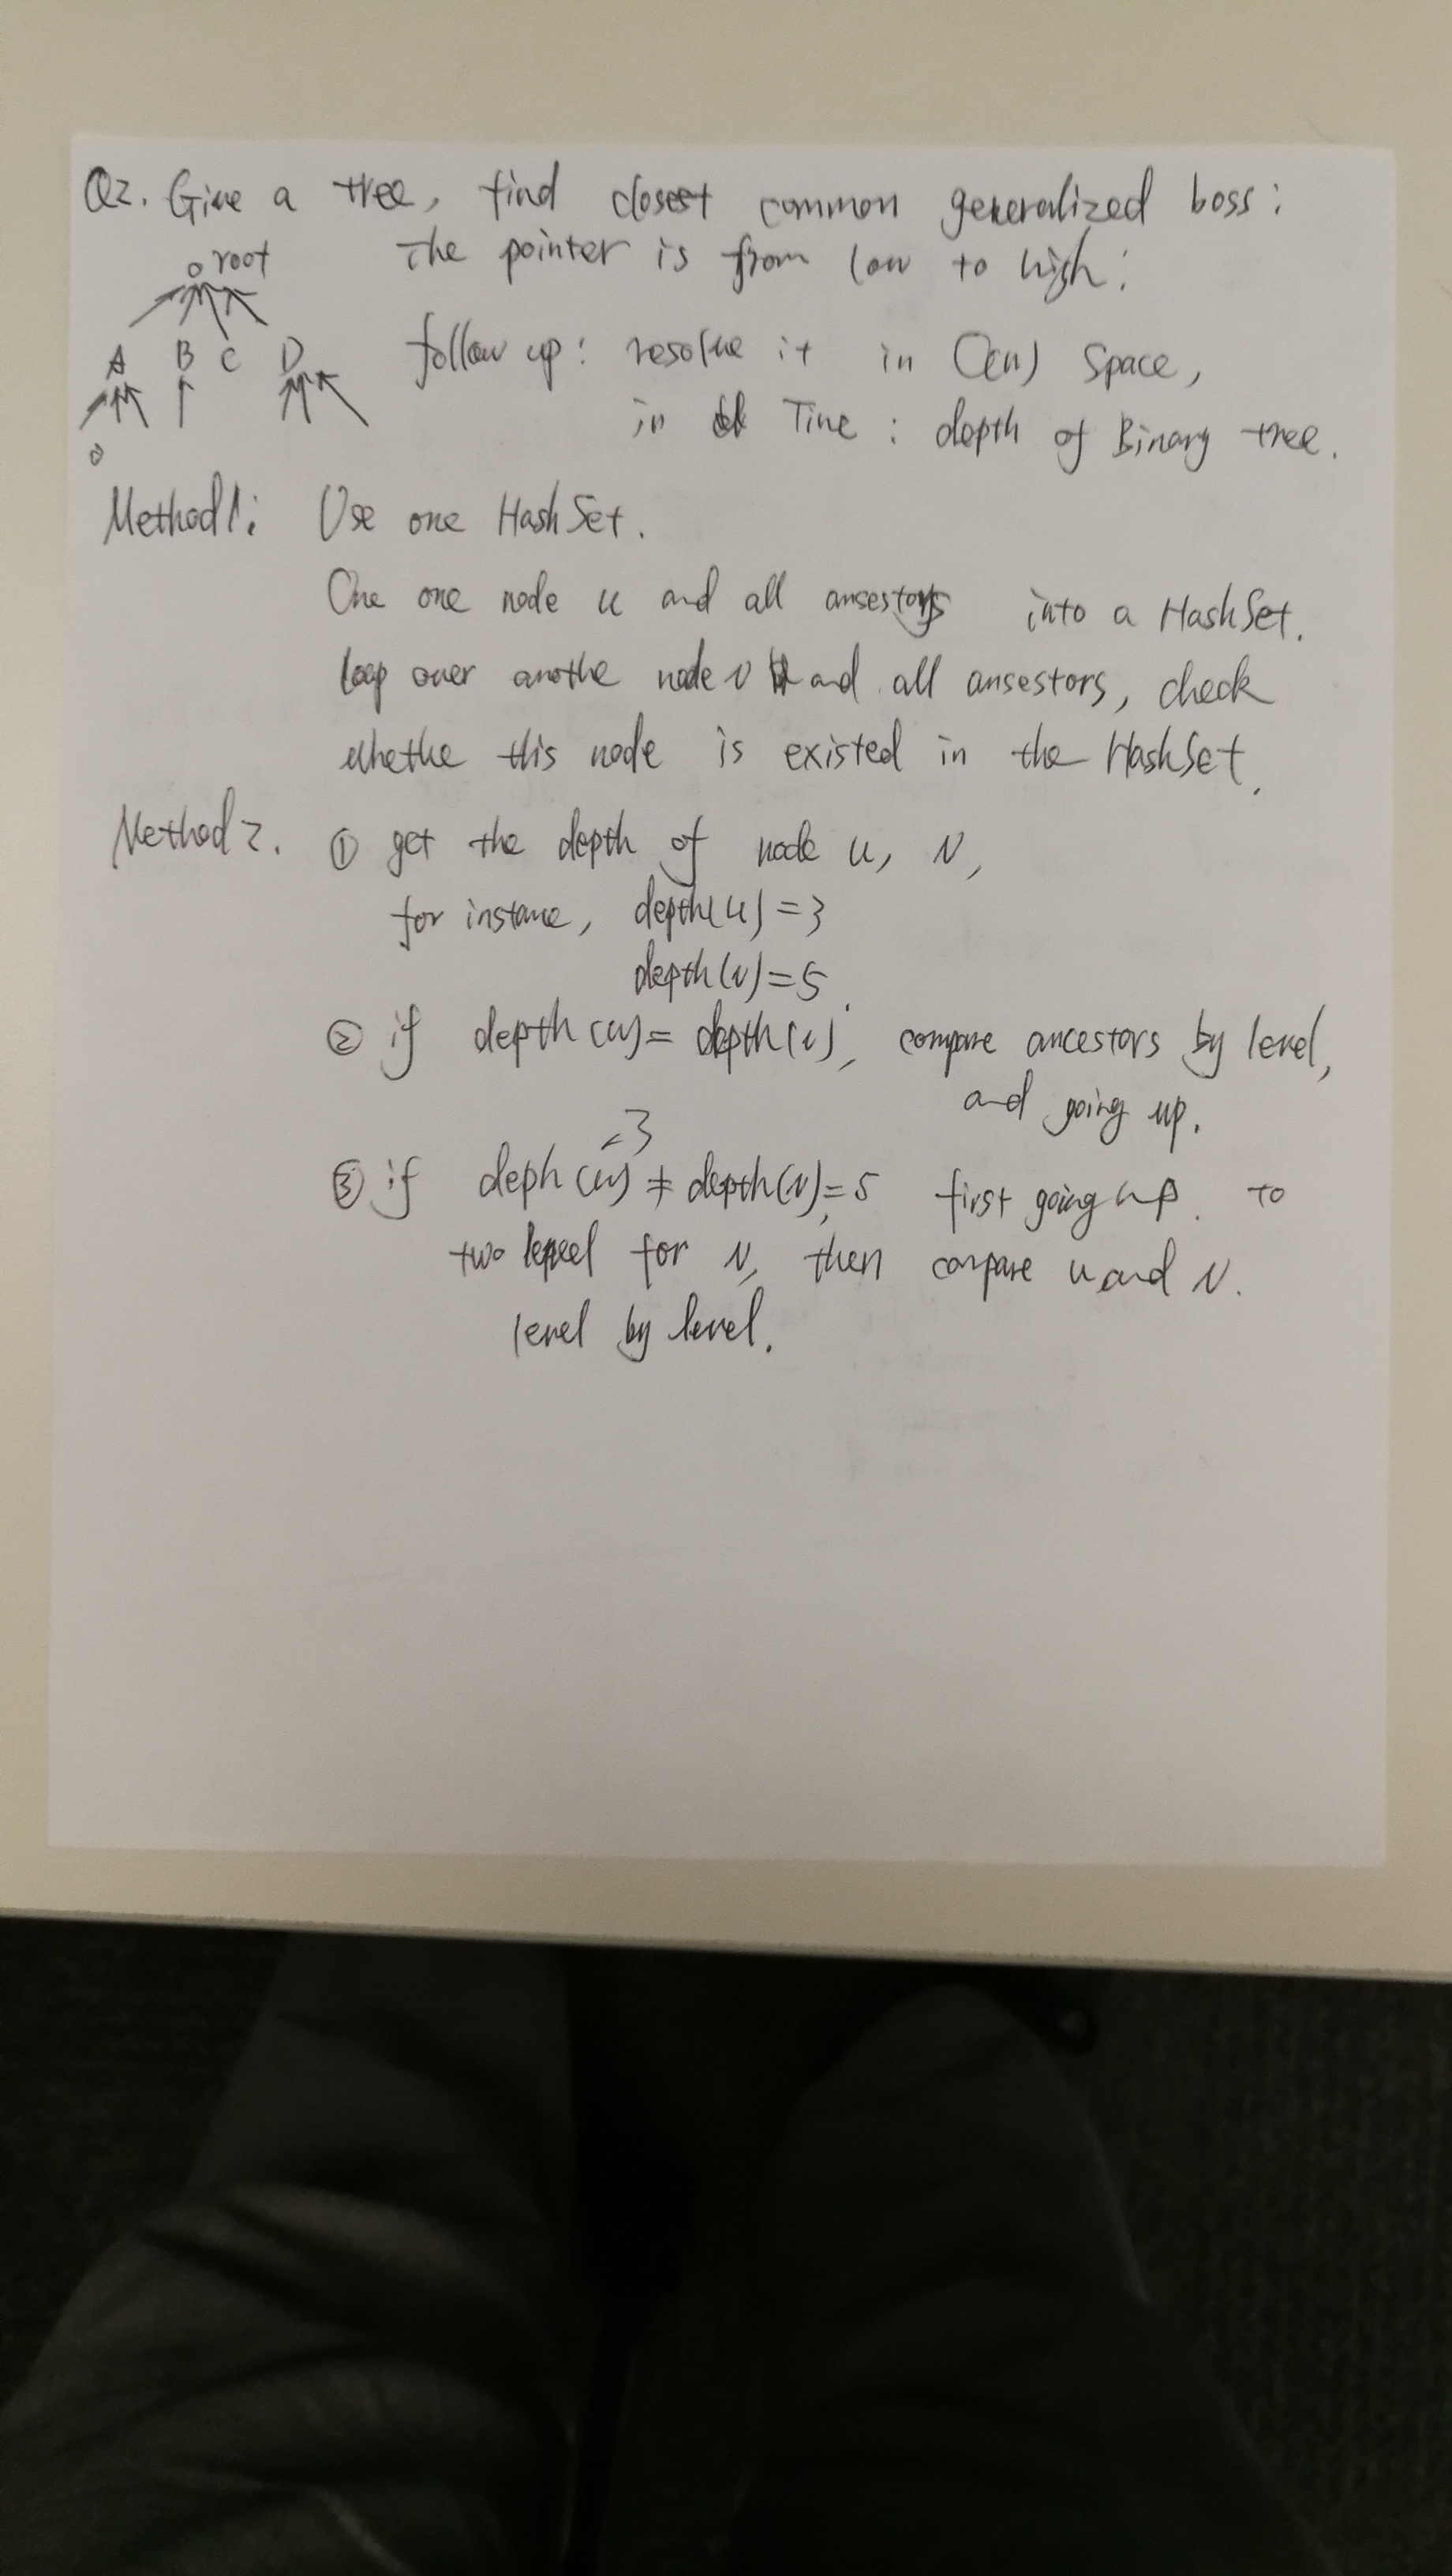 Q2. Give a tree, find closest common generalized boss:
root
The pointer is from low to high:
A B C D
follow up: resolve it in O(n) Space,
in Time: depth of Binary tree.
Method 1: Use one HashSet.
One one node u and all ansestors into a HashSet.
loop over anothe node v and all ansestors, check
whethe this node is existed in the HashSet.
Method 2. ① get the depth of node u, v,
for instance, depth(u)=3
depth(v)=5.
② if depth(u)= depth(v), compare ancestors by level,
and going up.
=3
③ if deph(u) ≠ depth(v)=5, first going up. to
two level for v, then compare u and v.
level by level.